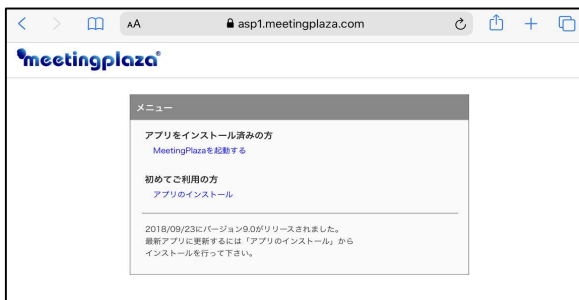 AA asp1.meetingplaza.com
meetingplaza®
メニュー
アプリをインストール済みの方
MeetingPlazaを起動する
初めてご利用の方
アプリのインストール
2018/09/23にバージョン9.0がリリースされました。
最新アプリに更新するには「アプリのインストール」から
インストールを行って下さい。